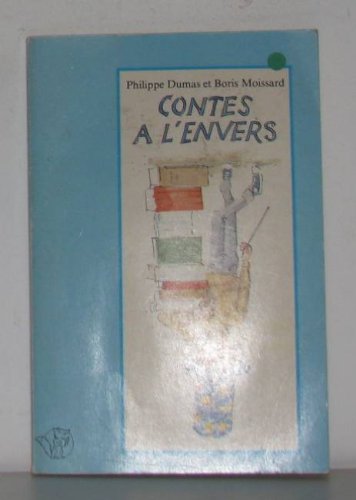 Philippe Dumas et Boris Moissard
CONTES
A L'ENVERS